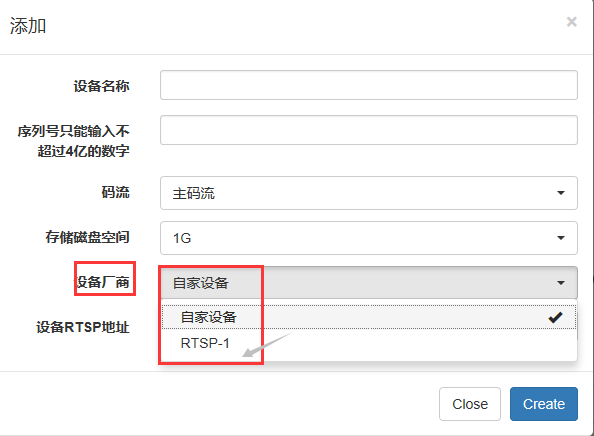 添加
×
设备名称
序列号只能输入不
超过4亿的数字
码流
主码流
存储磁盘空间
1G
设备厂商
自家设备
自家设备
RTSP-1
设备RTSP地址
Close
Create